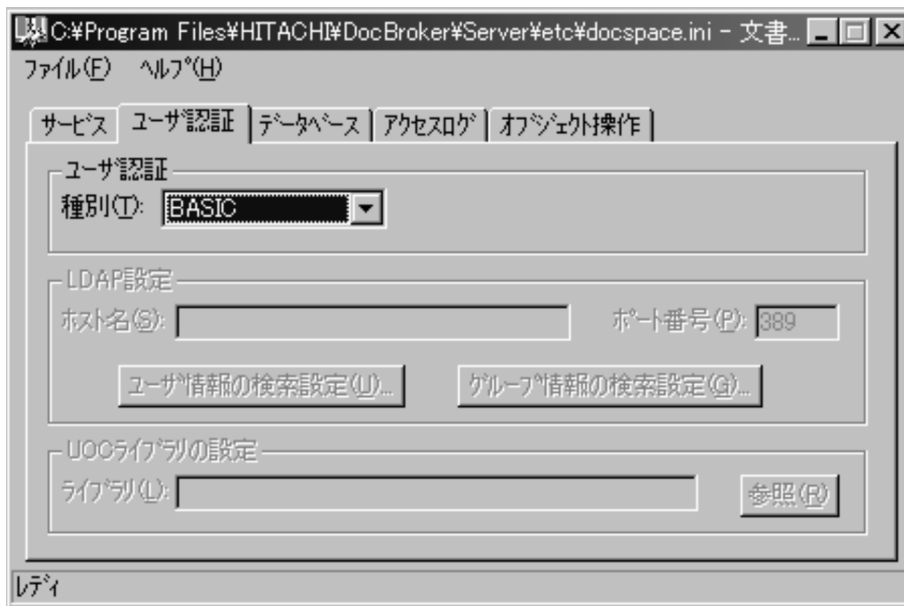 C:¥Program Files¥HITACHI¥DocBroker¥Server¥etc¥docspace.ini - 文書...
ﾌｧｲﾙ(F) ﾍﾙﾌﾟ(H)
ｻｰﾋﾞｽ ﾕｰｻﾞ認証 ﾃﾞｰﾀﾍﾞｰｽ ｱｸｾｽﾛｸﾞ ｵﾌﾞｼﾞｪｸﾄ操作
ﾕｰｻﾞ認証
種別(T): BASIC
LDAP設定
ﾎｽﾄ名(S): ﾎﾟｰﾄ番号(P): 389
ﾕｰｻﾞ情報の検索設定(U)... ｸﾞﾙｰﾌﾟ情報の検索設定(G)...
UOCﾗｲﾌﾞﾗﾘの設定
ﾗｲﾌﾞﾗﾘ(L): 参照(R)
ﾚﾃﾞｨ